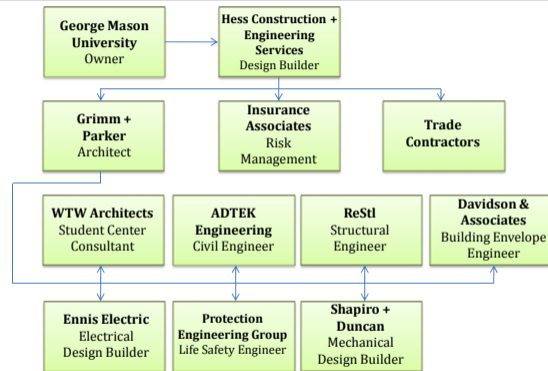 George Mason
University
Owner
Hess Construction +
Engineering
Services
Design Builder
Grimm +
Parker
Architect
Insurance
Associates
Risk
Management
Trade
Contractors
WTW Architects
Student Center
Consultant
ADTEK
Engineering
Civil Engineer
ReStl
Structural
Engineer
Davidson &
Associates
Building Envelope
Engineer
Ennis Electric
Electrical
Design Builder
Protection
Engineering Group
Life Safety Engineer
Shapiro +
Duncan
Mechanical
Design Builder